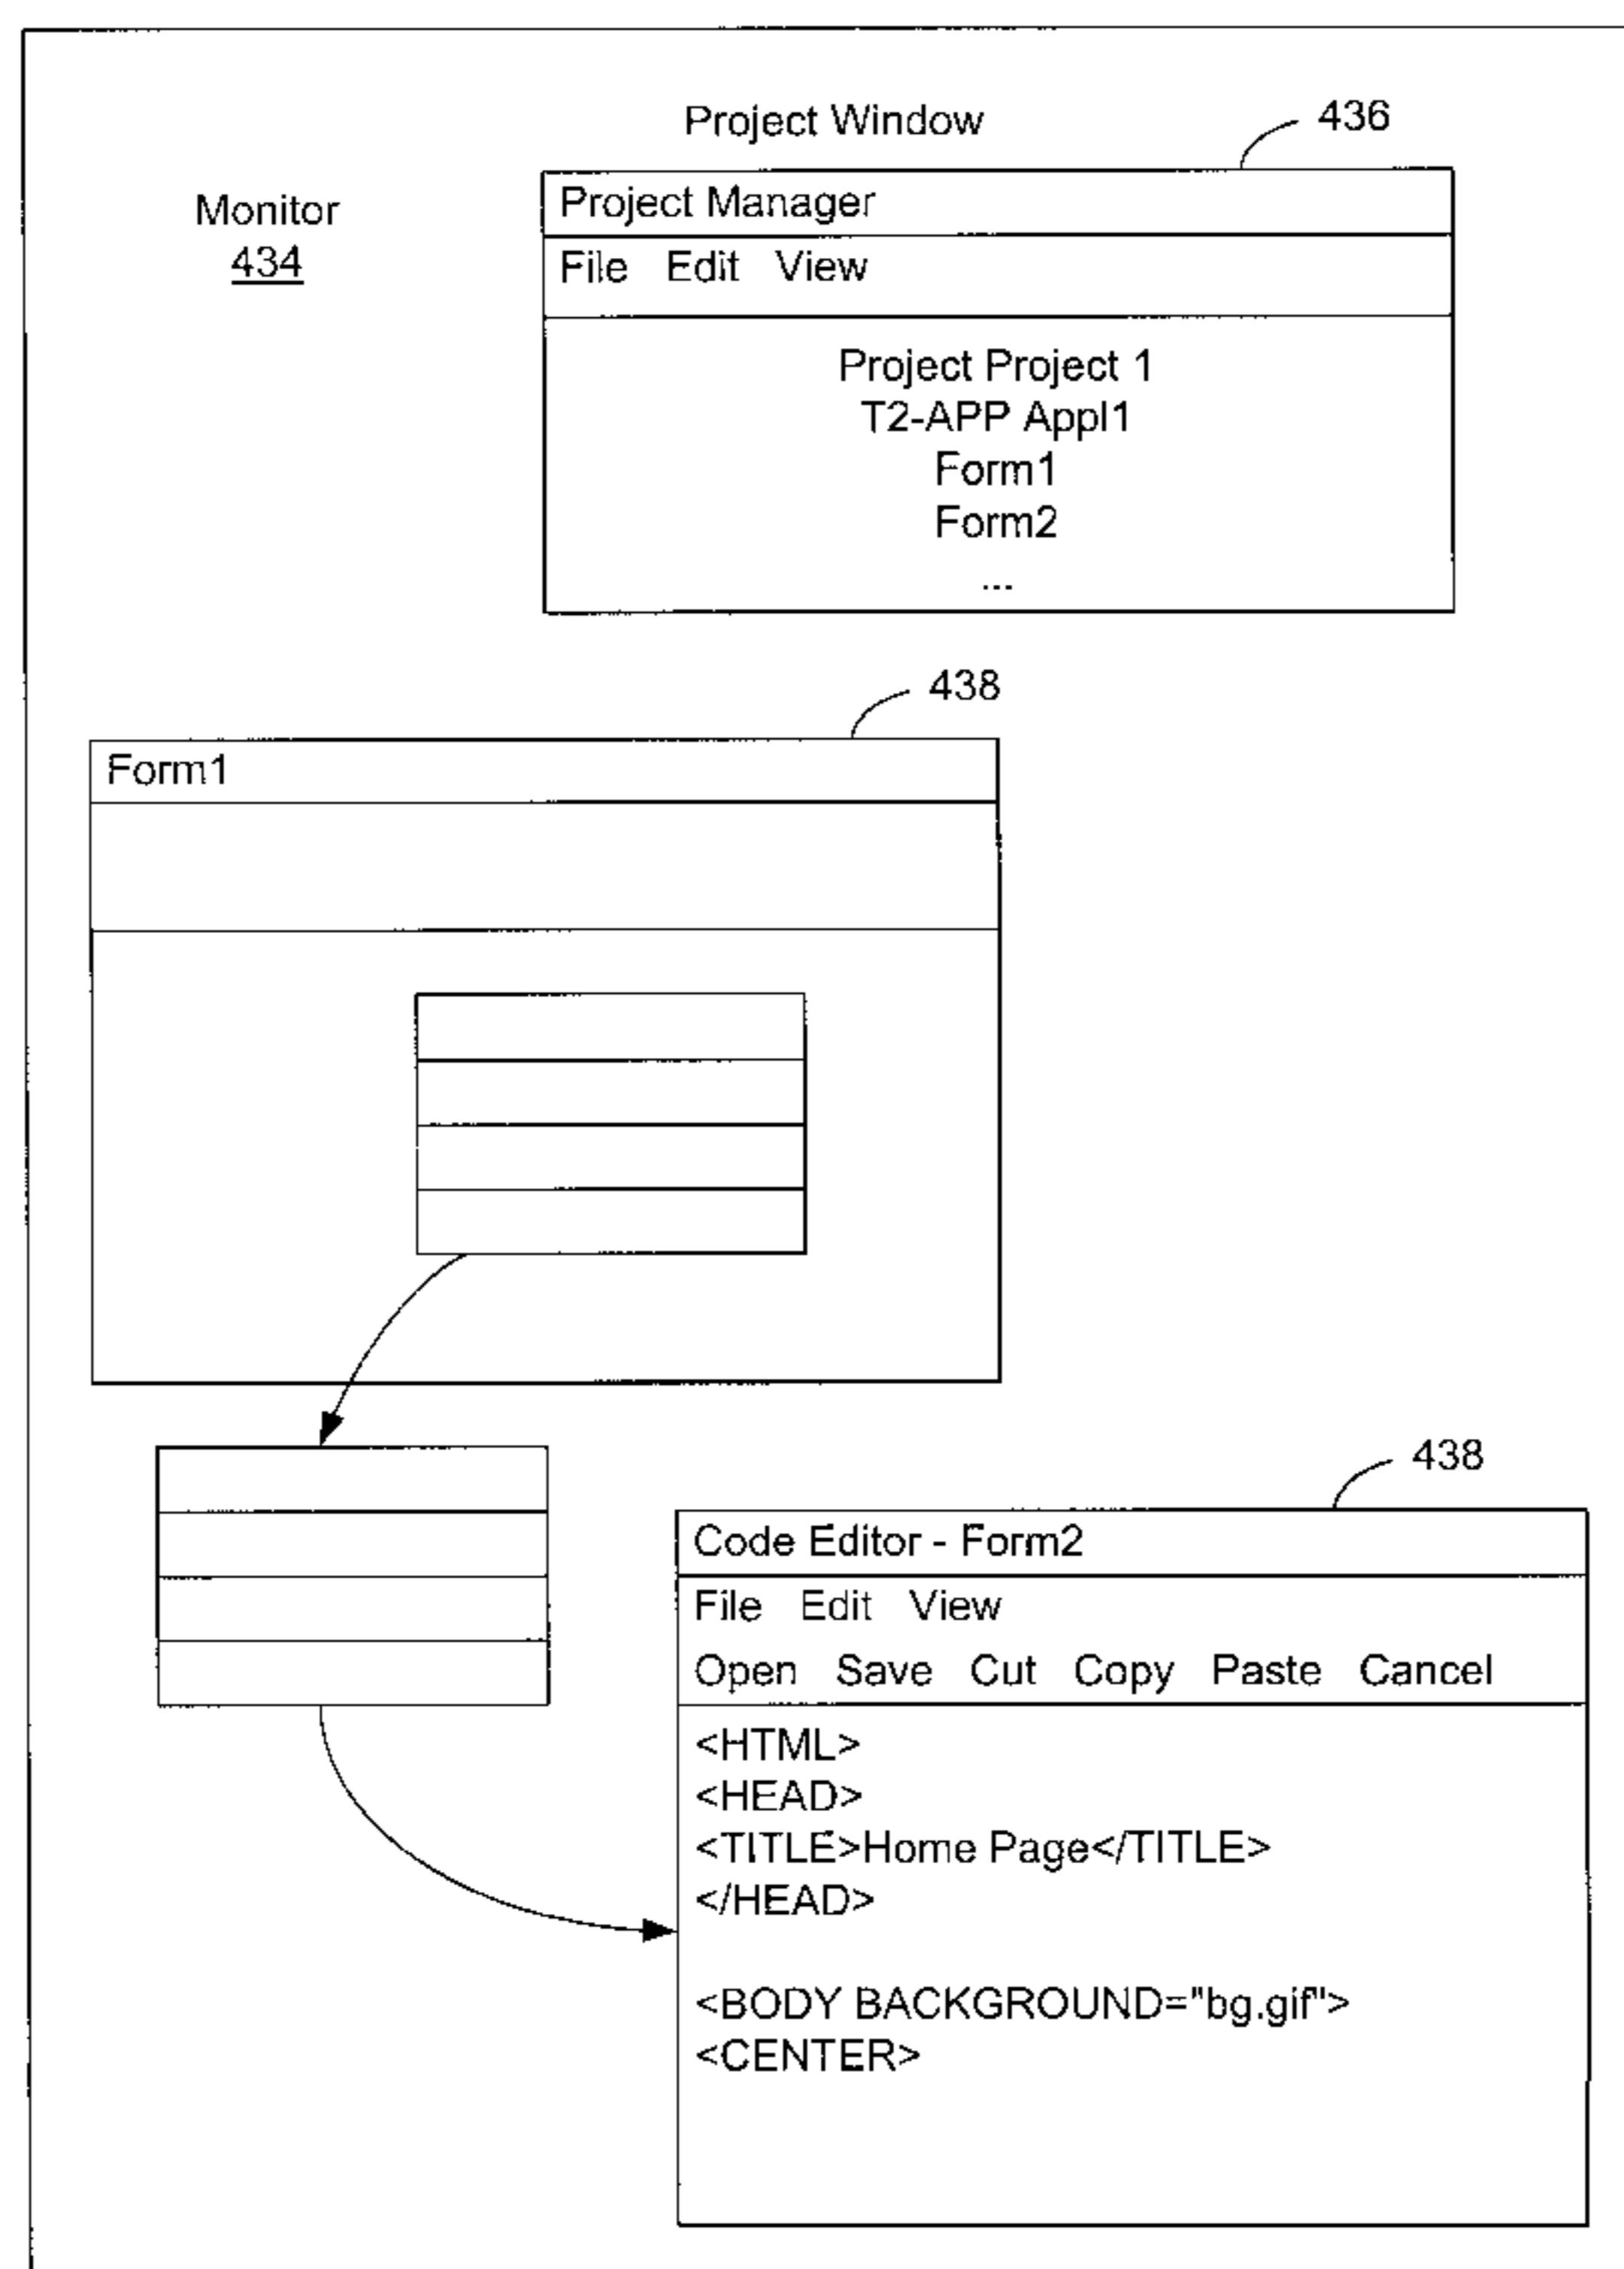 Project Window
436
Monitor
434
Project Manager
File Edit View
Project Project 1
T2-APP Appl1
Form1
Form2
...
438
Form1
438
Code Editor - Form2
File Edit View
Open Save Cut Copy Paste Cancel
<HTML>
<HEAD>
<TITLE>Home Page</TITLE>
</HEAD>
<BODY BACKGROUND="bg.gif">
<CENTER>